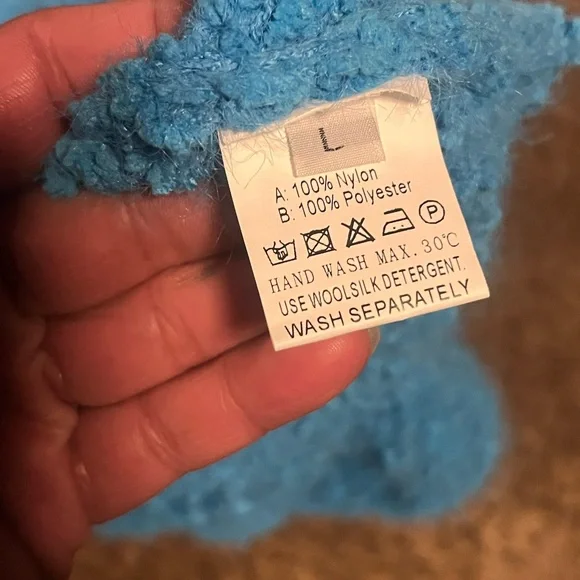 L
A: 100% Nylon
B: 100% Polyester
P
HAND WASH MAX. 30℃
USE WOOLSILK DETERGENT.
WASH SEPARATELY